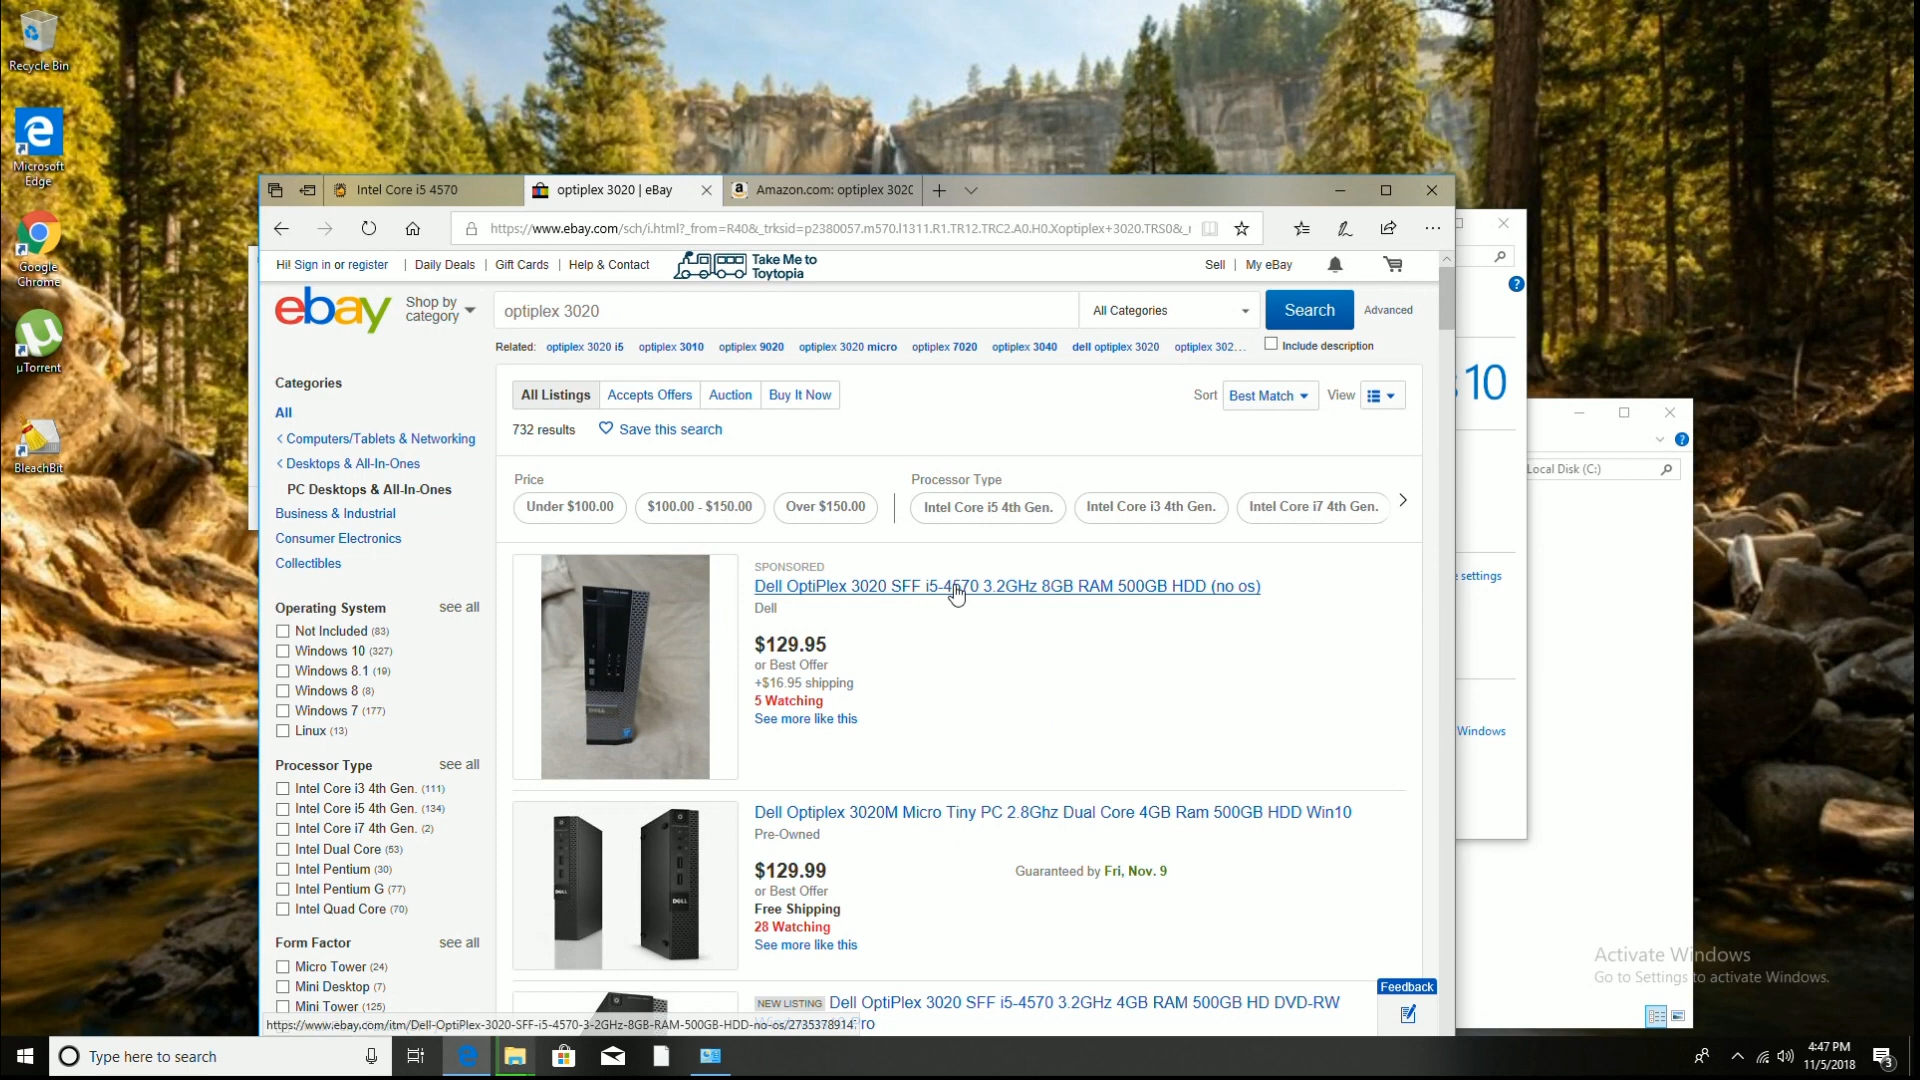 Recycle Bin
Microsoft
Edge
Google
Chrome
µTorrent
BleachBit
Intel Core i5 4570
optiplex 3020 | eBay
Amazon.com: optiplex 3020
https://www.ebay.com/sch/i.html?_from=R40&_trksid=p2380057.m570.l1311.R1.TR12.TRC2.A0.H0.Xoptiplex+3020.TRS0&_r
Hi! Sign in or register | Daily Deals | Gift Cards | Help & Contact
Take Me to
Toytopia
Sell | My eBay
ebay
Shop by
category
optiplex 3020
All Categories
Search
Advanced
Related: optiplex 3020 i5 optiplex 3010 optiplex 9020 optiplex 3020 micro optiplex 7020 optiplex 3040 dell optiplex 3020 optiplex 302...
Include description
Categories
All
< Computers/Tablets & Networking
< Desktops & All-In-Ones
PC Desktops & All-In-Ones
Business & Industrial
Consumer Electronics
Collectibles
Operating System see all
Not Included (83)
Windows 10 (327)
Windows 8.1 (19)
Windows 8 (8)
Windows 7 (177)
Linux (13)
Processor Type see all
Intel Core i3 4th Gen. (111)
Intel Core i5 4th Gen. (134)
Intel Core i7 4th Gen. (2)
Intel Dual Core (53)
Intel Pentium (30)
Intel Pentium G (77)
Intel Quad Core (70)
Form Factor see all
Micro Tower (24)
Mini Desktop (7)
Mini Tower (125)
All Listings Accepts Offers Auction Buy It Now
Sort Best Match View
732 results Save this search
Price
Under $100.00 $100.00 - $150.00 Over $150.00
Processor Type
Intel Core i5 4th Gen. Intel Core i3 4th Gen. Intel Core i7 4th Gen.
SPONSORED
Dell OptiPlex 3020 SFF i5-4570 3.2GHz 8GB RAM 500GB HDD (no os)
Dell
$129.95
or Best Offer
+$16.95 shipping
5 Watching
See more like this
Dell Optiplex 3020M Micro Tiny PC 2.8Ghz Dual Core 4GB Ram 500GB HDD Win10
Pre-Owned
$129.99
or Best Offer
Free Shipping
28 Watching
See more like this
Guaranteed by Fri, Nov. 9
NEW LISTING Dell OptiPlex 3020 SFF i5-4570 3.2GHz 4GB RAM 500GB HD DVD-RW
ro
https://www.ebay.com/itm/Dell-OptiPlex-3020-SFF-i5-4570-3-2GHz-8GB-RAM-500GB-HDD-no-os/2735378914
Feedback
10
settings
Windows
Local Disk (C:)
Activate Windows
Go to Settings to activate Windows.
Type here to search
4:47 PM
11/5/2018
3